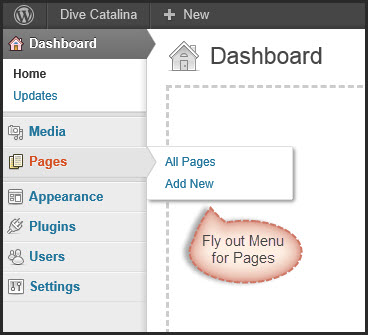 Dive Catalina + New
Dashboard
Home
Updates
Media
Pages
Appearance
Plugins
Users
Settings
Dashboard
All Pages
Add New
Fly out Menu
for Pages